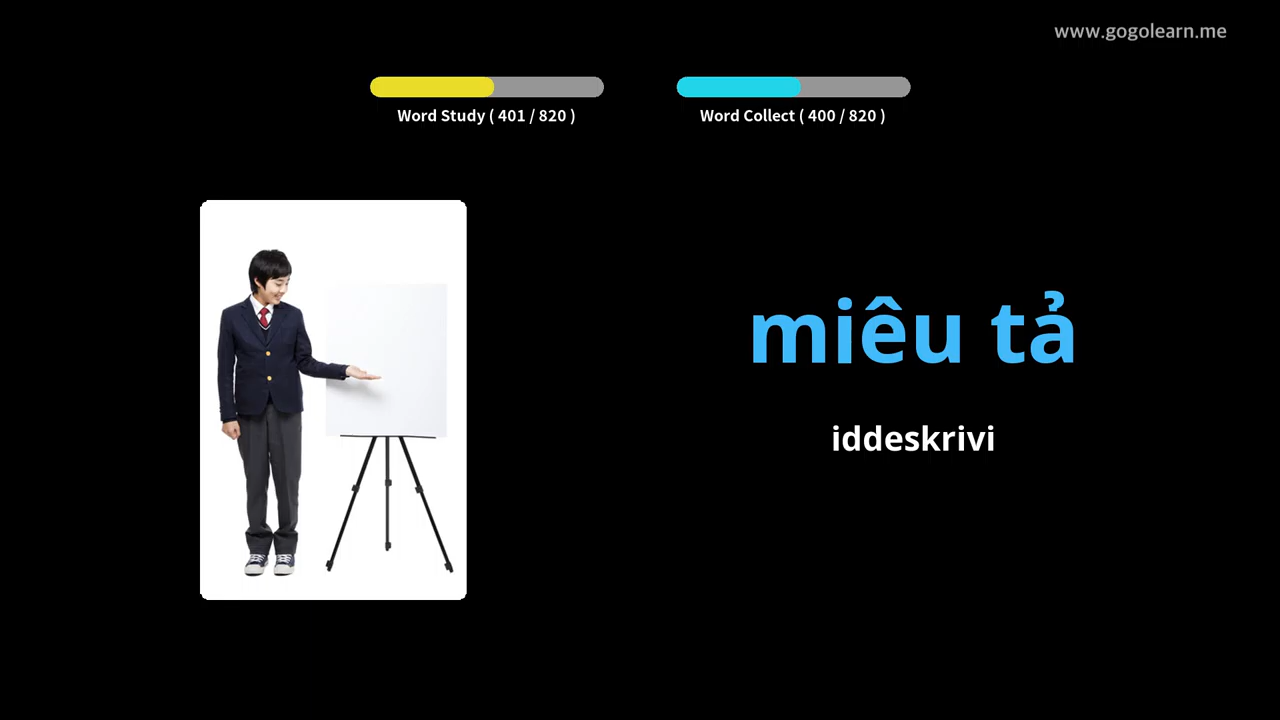 www.gogolearn.me
Word Study ( 401 / 820 )
Word Collect ( 400 / 820 )
miêu tả
iddeskrivi